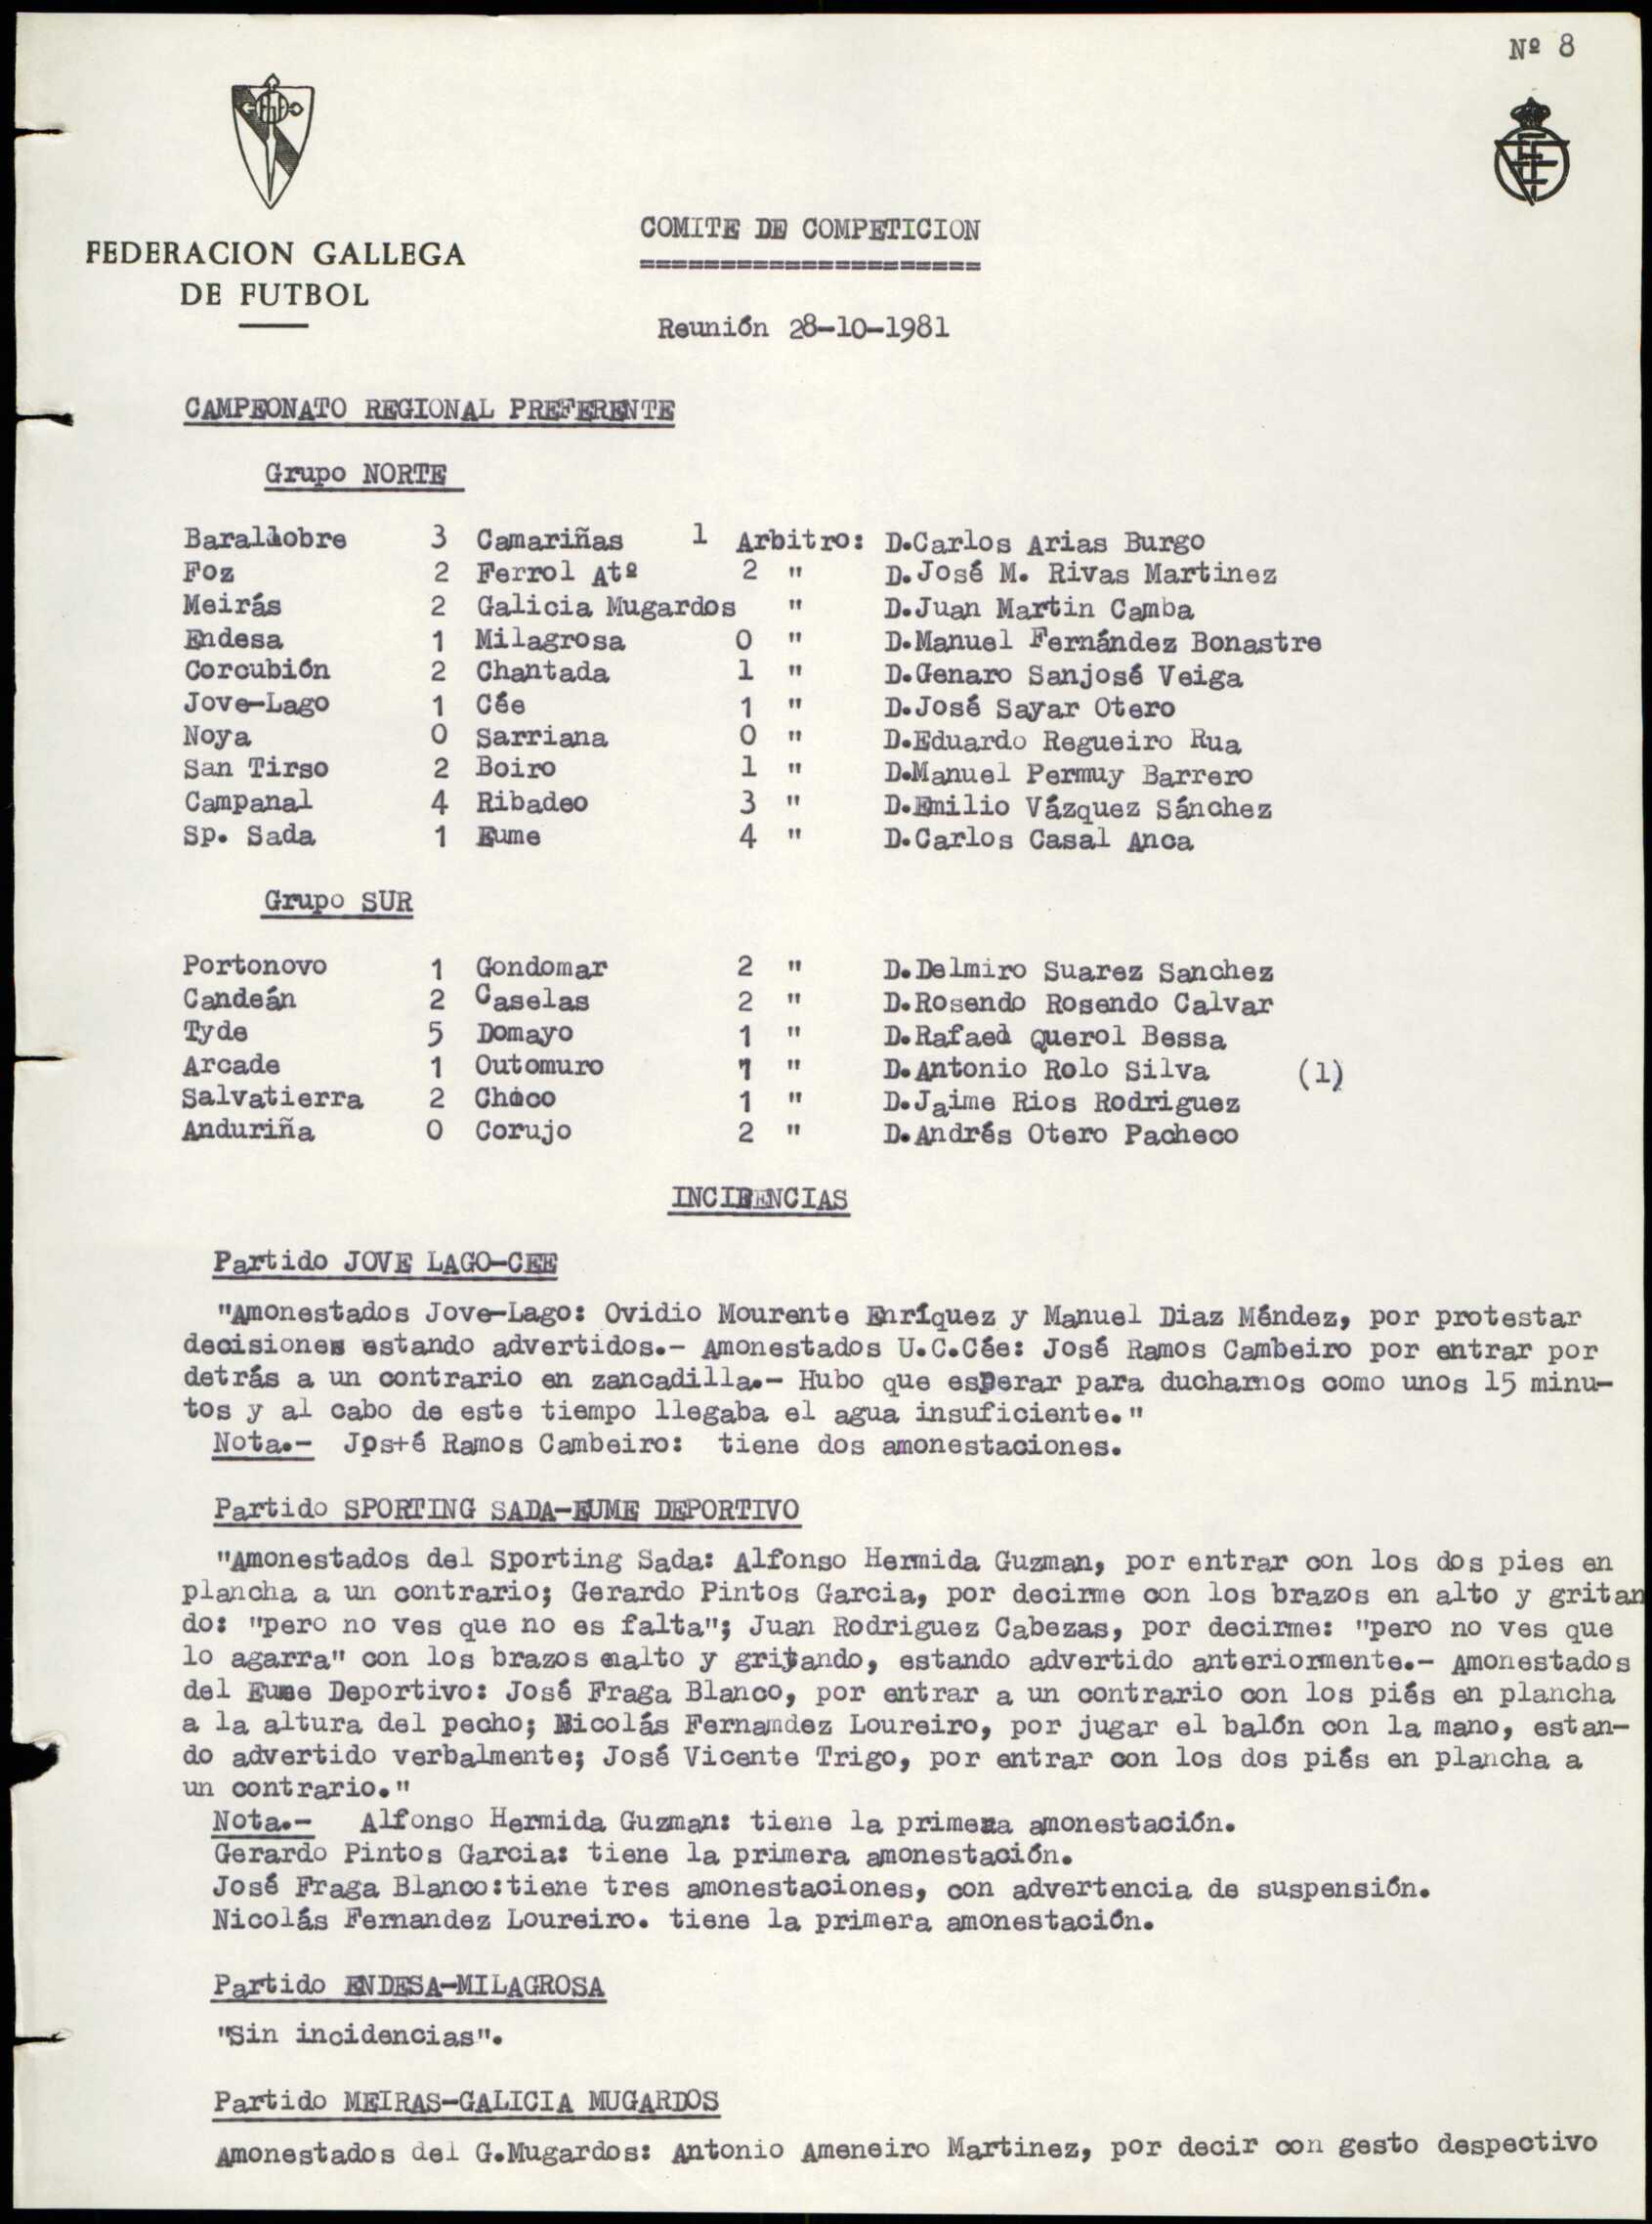 Nº 8
FEDERACION GALLEGA
DE FUTBOL
COMITE DE COMPETICION
=====================
Reunión 28-10-1981
CAMPEONATO REGIONAL PREFERENTE
Grupo NORTE
Barallobre 3 Camariñas 1 Arbitro: D.Carlos Arias Burgo
Foz 2 Ferrol Atº 2 " D.José M. Rivas Martinez
Meirás 2 Galicia Mugardos " D.Juan Martin Camba
Endesa 1 Milagrosa 0 " D.Manuel Fernández Bonastre
Corcubión 2 Chantada 1 " D.Genaro Sanjosé Veiga
Jove-Lago 1 Cée 1 " D.José Sayar Otero
Noya 0 Sarriana 0 " D.Eduardo Regueiro Rua
San Tirso 2 Boiro 1 " D.Manuel Permuy Barrero
Campanal 4 Ribadeo 3 " D.Emilio Vázquez Sánchez
Sp. Sada 1 Eume 4 " D.Carlos Casal Anca
Grupo SUR
Portonovo 1 Gondomar 2 " D.Delmiro Suarez Sanchez
Candeán 2 Caselas 2 " D.Rosendo Rosendo Calvar
Tyde 5 Domayo 1 " D.Rafael Querol Bessa
Arcade 1 Outomuro 1 " D.Antonio Rolo Silva (1)
Salvatierra 2 Choco 1 " D.Jaime Rios Rodriguez
Anduriña 0 Corujo 2 " D.Andrés Otero Pacheco
INCIDENCIAS
Partido JOVE LAGO-CEE
"Amonestados Jove-Lago: Ovidio Mourente Enríquez y Manuel Diaz Méndez, por protestar
decisiones estando advertidos.- Amonestados U.C.Cée: José Ramos Cambeiro por entrar por
detrás a un contrario en zancadilla.- Hubo que esperar para ducharnos como unos 15 minu-
tos y al cabo de este tiempo llegaba el agua insuficiente."
Nota.- Jos+é Ramos Cambeiro: tiene dos amonestaciones.
Partido SPORTING SADA-EUME DEPORTIVO
"Amonestados del Sporting Sada: Alfonso Hermida Guzman, por entrar con los dos pies en
plancha a un contrario; Gerardo Pintos Garcia, por decirme con los brazos en alto y gritan
do: "pero no ves que no es falta"; Juan Rodriguez Cabezas, por decirme: "pero no ves que
lo agarra" con los brazos enalto y gritando, estando advertido anteriormente.- Amonestados
del Eume Deportivo: José Fraga Blanco, por entrar a un contrario con los piés en plancha
a la altura del pecho; Nicolás Fernamdez Loureiro, por jugar el balón con la mano, estan-
do advertido verbalmente; José Vicente Trigo, por entrar con los dos piés en plancha a
un contrario."
Nota.- Alfonso Hermida Guzman: tiene la primera amonestación.
Gerardo Pintos Garcia: tiene la primera amonestación.
José Fraga Blanco:tiene tres amonestaciones, con advertencia de suspensión.
Nicolás Fernandez Loureiro. tiene la primera amonestación.
Partido ENDESA-MILAGROSA
"Sin incidencias".
Partido MEIRAS-GALICIA MUGARDOS
Amonestados del G.Mugardos: Antonio Ameneiro Martinez, por decir con gesto despectivo